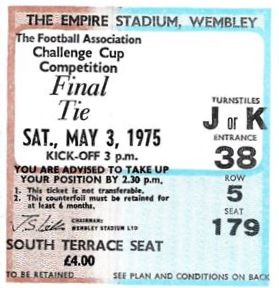 THE EMPIRE STADIUM, WEMBLEY
The Football Association
Challenge Cup
Competition
Final
Tie
SAT., MAY 3, 1975
KICK-OFF 3 p.m.
YOU ARE ADVISED TO TAKE UP
YOUR POSITION BY 2.30 p.m.
1. This ticket is not transferable.
2. This counterfoil must be retained for
at least 6 months.
CHAIRMAN:
WEMBLEY STADIUM LTD
SOUTH TERRACE SEAT
£4.00
TO BE RETAINED
TURNSTILES
J or K
ENTRANCE
38
ROW
5
SEAT
179
SEE PLAN AND CONDITIONS ON BACK